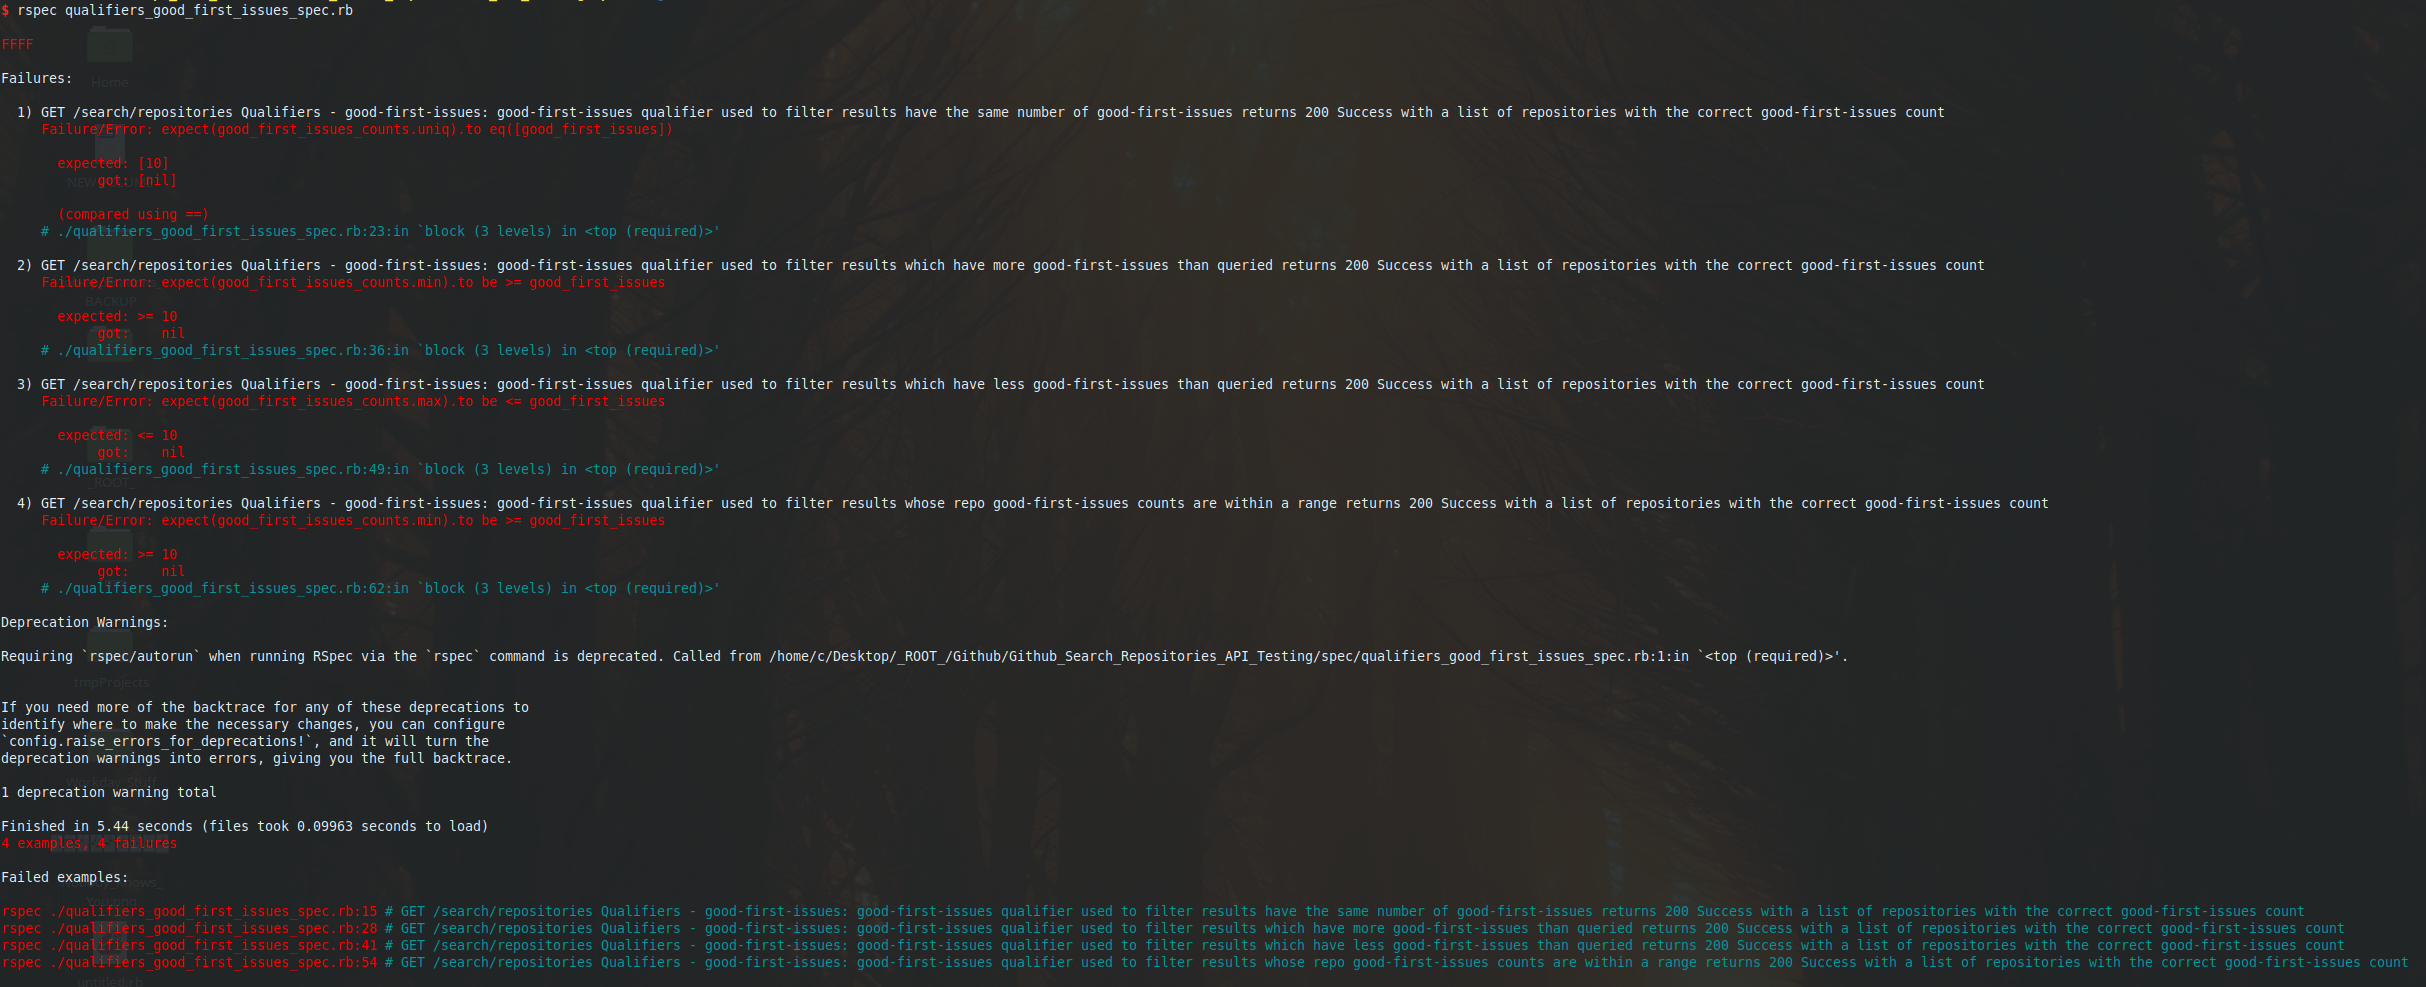 $ rspec qualifiers_good_first_issues_spec.rb
FFFF
Home
Failures:
1) GET /search/repositories Qualifiers - good-first-issues: good-first-issues qualifier used to filter results have the same number of good-first-issues returns 200 Success with a list of repositories with the correct good-first-issues count
Failure/Error: expect(good_first_issues_counts.uniq).to eq([good_first_issues])
expected: [10]
got: [nil]
(compared using ==)
# ./qualifiers_good_first_issues_spec.rb:23:in `block (3 levels) in <top (required)>'
2) GET /search/repositories Qualifiers - good-first-issues: good-first-issues qualifier used to filter results which have more good-first-issues than queried returns 200 Success with a list of repositories with the correct good-first-issues count
Failure/Error: expect(good_first_issues_counts.min).to be >= good_first_issues
BACKUP
expected: >= 10
got: nil
# ./qualifiers_good_first_issues_spec.rb:36:in `block (3 levels) in <top (required)>'
3) GET /search/repositories Qualifiers - good-first-issues: good-first-issues qualifier used to filter results which have less good-first-issues than queried returns 200 Success with a list of repositories with the correct good-first-issues count
Failure/Error: expect(good_first_issues_counts.max).to be <= good_first_issues
expected: <= 10
got: nil
# ./qualifiers_good_first_issues_spec.rb:49:in `block (3 levels) in <top (required)>'
_ROOT_
4) GET /search/repositories Qualifiers - good-first-issues: good-first-issues qualifier used to filter results whose repo good-first-issues counts are within a range returns 200 Success with a list of repositories with the correct good-first-issues count
Failure/Error: expect(good_first_issues_counts.min).to be >= good_first_issues
expected: >= 10
got: nil
# ./qualifiers_good_first_issues_spec.rb:62:in `block (3 levels) in <top (required)>'
Deprecation Warnings:
Requiring `rspec/autorun` when running RSpec via the `rspec` command is deprecated. Called from /home/c/Desktop/_ROOT_/Github/Github_Search_Repositories_API_Testing/spec/qualifiers_good_first_issues_spec.rb:1:in `<top (required)>'.
tmpProjects
If you need more of the backtrace for any of these deprecations to
identify where to make the necessary changes, you can configure
`config.raise_errors_for_deprecations!`, and it will turn the
deprecation warnings into errors, giving you the full backtrace.
Workday_Stuff
1 deprecation warning total
Finished in 5.44 seconds (files took 0.09963 seconds to load)
4 examples, 4 failures
Failed examples:
rspec ./qualifiers_good_first_issues_spec.rb:15 # GET /search/repositories Qualifiers - good-first-issues: good-first-issues qualifier used to filter results have the same number of good-first-issues returns 200 Success with a list of repositories with the correct good-first-issues count
rspec ./qualifiers_good_first_issues_spec.rb:28 # GET /search/repositories Qualifiers - good-first-issues: good-first-issues qualifier used to filter results which have more good-first-issues than queried returns 200 Success with a list of repositories with the correct good-first-issues count
rspec ./qualifiers_good_first_issues_spec.rb:41 # GET /search/repositories Qualifiers - good-first-issues: good-first-issues qualifier used to filter results which have less good-first-issues than queried returns 200 Success with a list of repositories with the correct good-first-issues count
rspec ./qualifiers_good_first_issues_spec.rb:54 # GET /search/repositories Qualifiers - good-first-issues: good-first-issues qualifier used to filter results whose repo good-first-issues counts are within a range returns 200 Success with a list of repositories with the correct good-first-issues count
untitled.rb